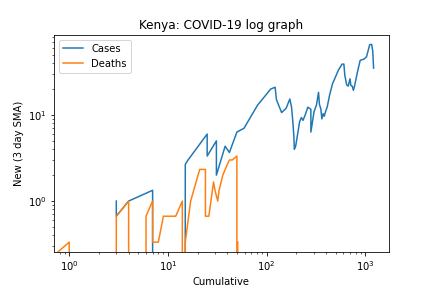 Kenya: COVID-19 log graph
Cases
Deaths
New (3 day SMA)
10¹
10⁰
10⁰ 10¹ 10² 10³
Cumulative